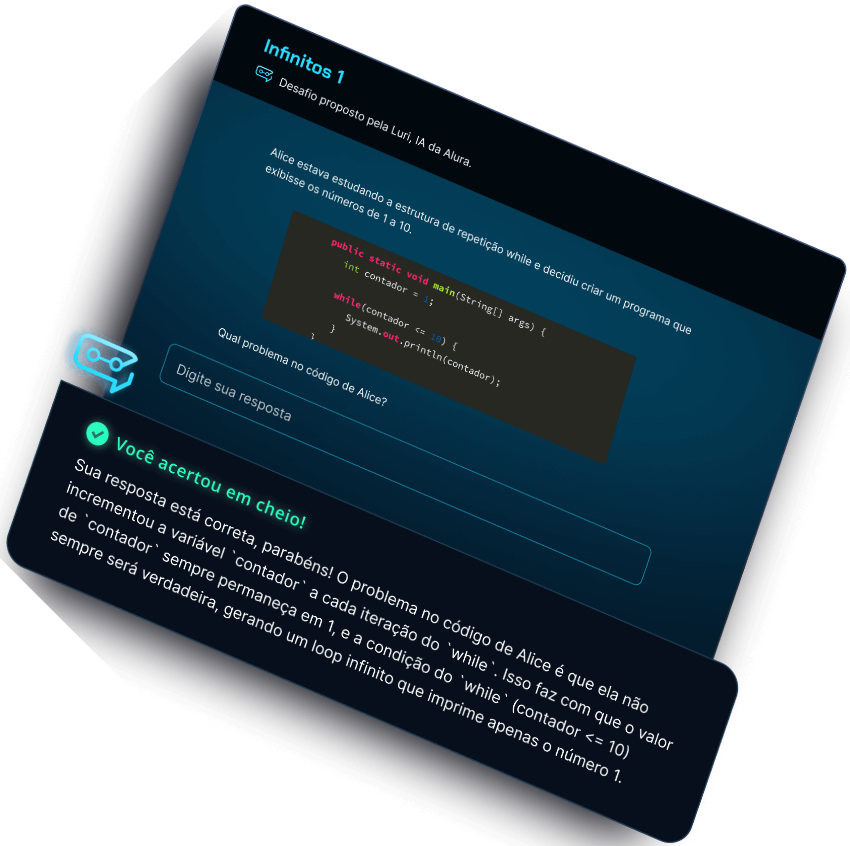 Infinitos 1
Desafio proposto pela Luri, IA da Alura.
Alice estava estudando a estrutura de repetição while e decidiu criar um programa que
exibisse os números de 1 a 10.
public static void main(String[] args) {
int contador = 1;
while(contador <= 10) {
System.out.println(contador);
}
}
Qual problema no código de Alice?
Digite sua resposta
Você acertou em cheio!
Sua resposta está correta, parabéns! O problema no código de Alice é que ela não
incrementou a variável `contador` a cada iteração do `while`. Isso faz com que o valor
de `contador` sempre permaneça em 1, e a condição do `while` (contador <= 10)
sempre será verdadeira, gerando um loop infinito que imprime apenas o número 1.